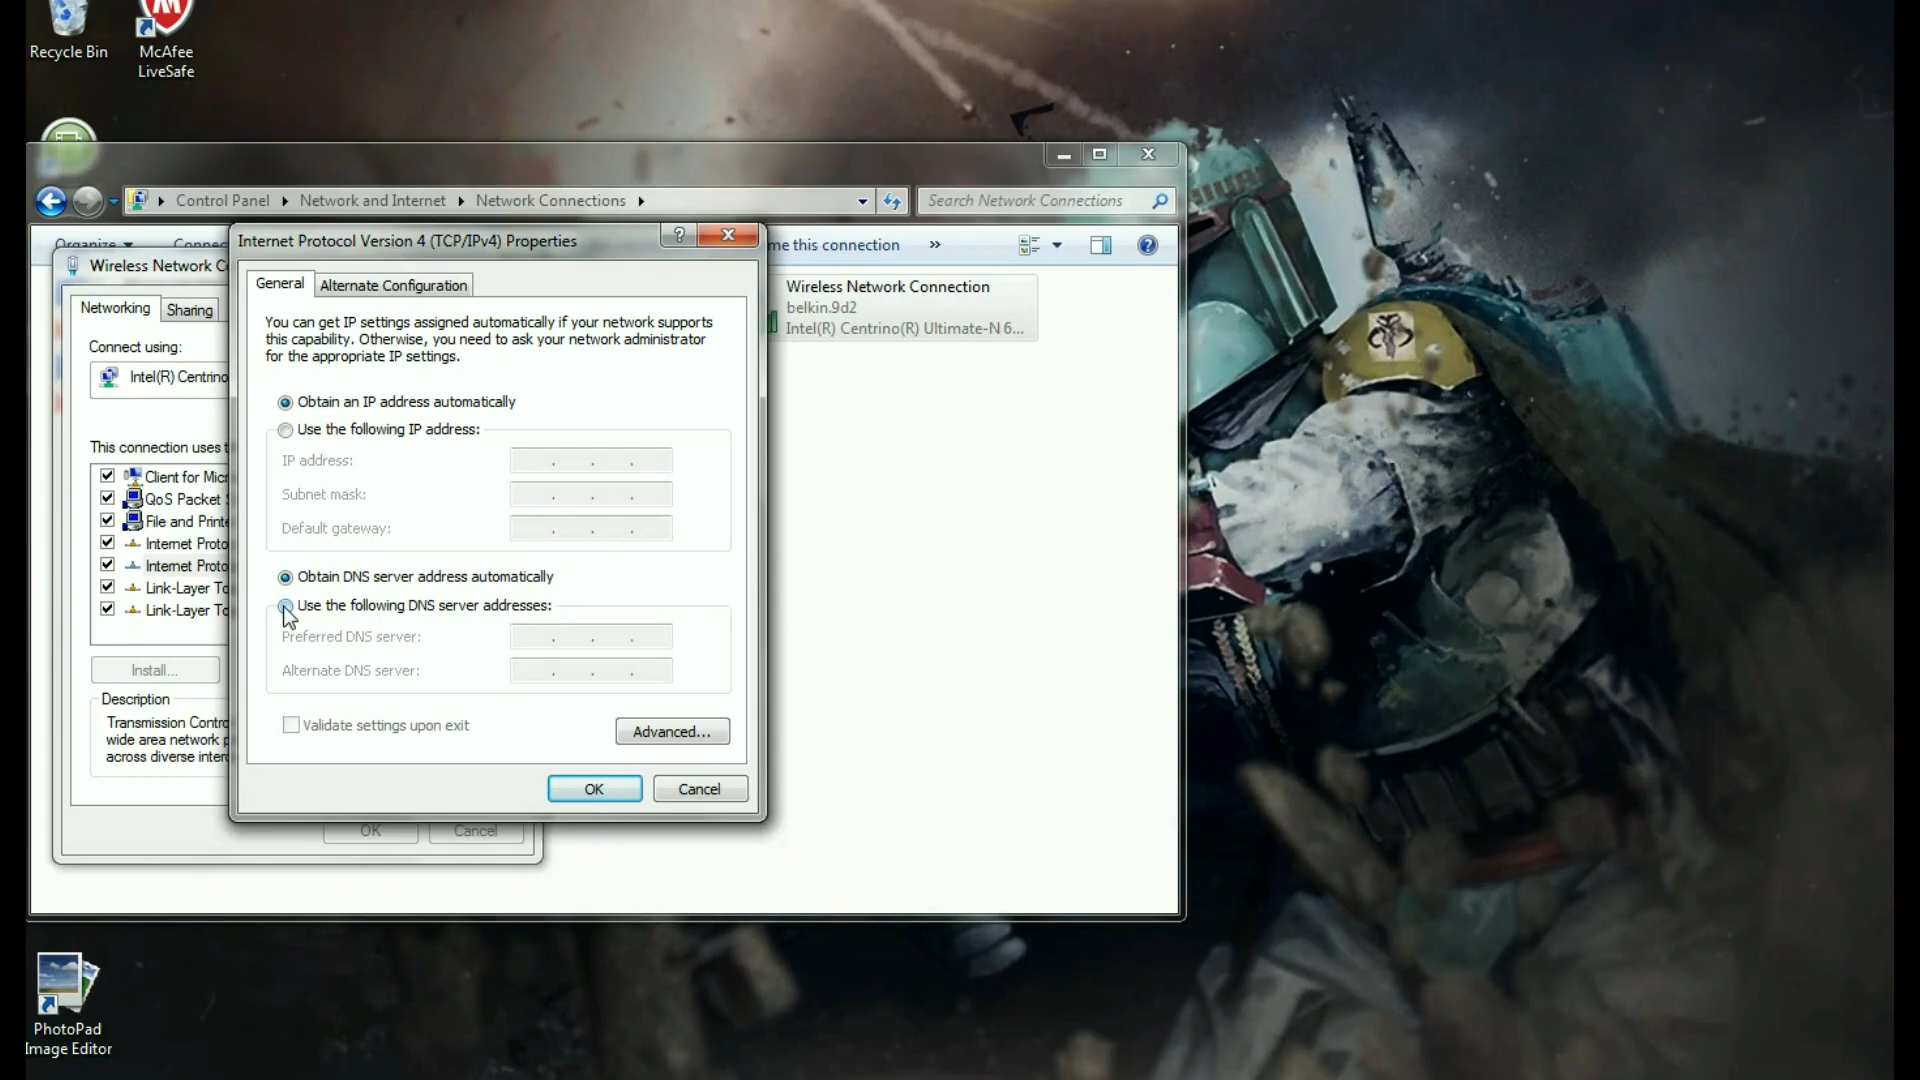 Recycle Bin
McAfee
LiveSafe
Control Panel
Network and Internet
Network Connections
Search Network Connections
Organize
me this connection
»
Internet Protocol Version 4 (TCP/IPv4) Properties
Wireless Network C
Networking
Sharing
Connect using:
Intel(R) Centrino
This connection uses
Client for Micr
QoS Packet
File and Printe
Internet Proto
Internet Proto
Link-Layer To
Link-Layer To
Install...
Description
Transmission Contro
wide area network p
across diverse inter
OK
Cancel
General
Alternate Configuration
You can get IP settings assigned automatically if your network supports
this capability. Otherwise, you need to ask your network administrator
for the appropriate IP settings.
Obtain an IP address automatically
Use the following IP address:
IP address:
Subnet mask:
Default gateway:
Obtain DNS server address automatically
Use the following DNS server addresses:
Preferred DNS server:
Alternate DNS server:
Validate settings upon exit
Advanced...
OK
Cancel
Wireless Network Connection
belkin.9d2
Intel(R) Centrino(R) Ultimate-N 6...
PhotoPad
Image Editor